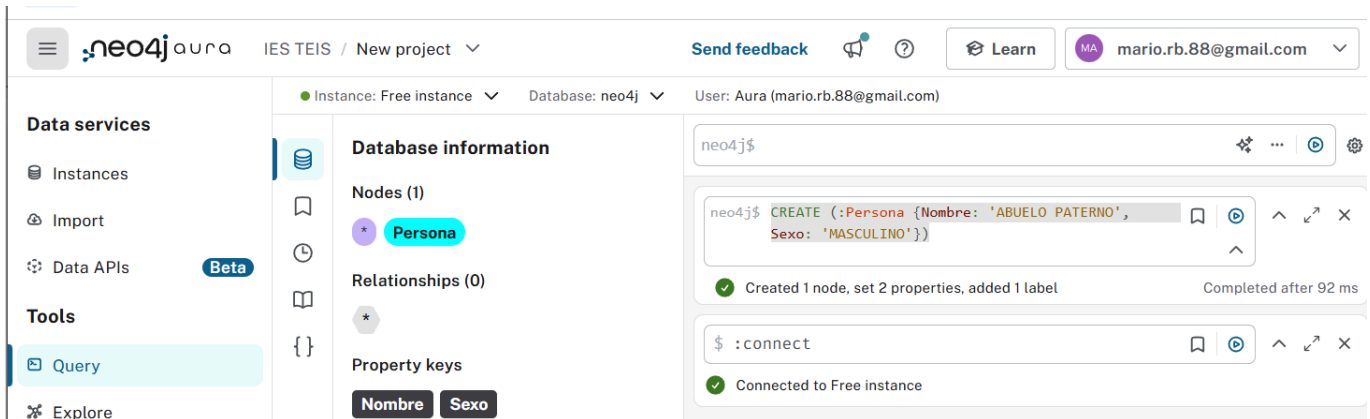 neo4j aura IES TEIS / New project Send feedback Learn MA mario.rb.88@gmail.com
Instance: Free instance Database: neo4j User: Aura (mario.rb.88@gmail.com)
Data services
Instances
Import
Data APIs Beta
Tools
Query
Explore
Database information
Nodes (1)
* Persona
Relationships (0)
*
Property keys
Nombre Sexo
neo4j$
neo4j$ CREATE (:Persona {Nombre: 'ABUELO PATERNO',
Sexo: 'MASCULINO'})
Created 1 node, set 2 properties, added 1 label Completed after 92 ms
$ :connect
Connected to Free instance